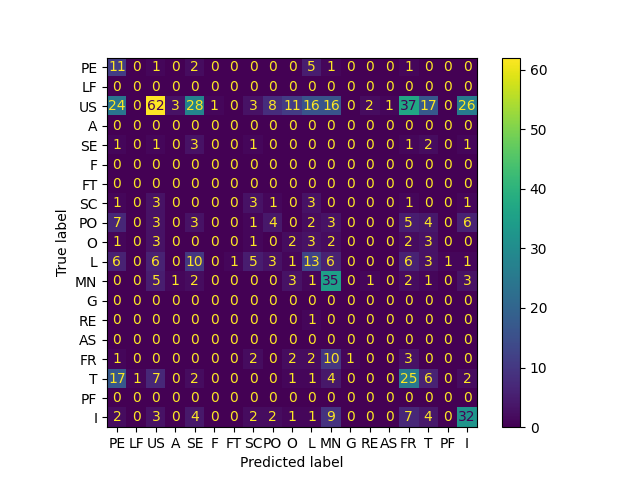 PE 11 0 1 0 2 0 0 0 0 0 5 1 0 0 0 1 0 0 0
LF 0 0 0 0 0 0 0 0 0 0 0 0 0 0 0 0 0 0 0
US 24 0 62 3 28 1 0 3 8 11 16 16 0 2 1 37 17 0 26
A 0 0 0 0 0 0 0 0 0 0 0 0 0 0 0 0 0 0 0
SE 1 0 1 0 3 0 0 1 0 0 0 0 0 0 0 1 2 0 1
F 0 0 0 0 0 0 0 0 0 0 0 0 0 0 0 0 0 0 0
FT 0 0 0 0 0 0 0 0 0 0 0 0 0 0 0 0 0 0 0
SC 1 0 3 0 0 0 0 3 1 0 3 0 0 0 0 1 0 0 1
PO 7 0 3 0 3 0 0 1 4 0 2 3 0 0 0 5 4 0 6
O 1 0 3 0 0 0 0 1 0 2 3 2 0 0 0 2 3 0 0
L 6 0 6 0 10 0 1 5 3 1 13 6 0 0 0 6 3 1 1
MN 0 0 5 1 2 0 0 0 0 3 1 35 0 1 0 2 1 0 3
G 0 0 0 0 0 0 0 0 0 0 0 0 0 0 0 0 0 0 0
RE 0 0 0 0 0 0 0 0 0 0 1 0 0 0 0 0 0 0 0
AS 0 0 0 0 0 0 0 0 0 0 0 0 0 0 0 0 0 0 0
FR 1 0 0 0 0 0 0 2 0 2 2 10 1 0 0 3 0 0 0
T 17 1 7 0 2 0 0 0 0 1 1 4 0 0 0 25 6 0 2
PF 0 0 0 0 0 0 0 0 0 0 0 0 0 0 0 0 0 0 0
I 2 0 3 0 4 0 0 2 2 1 1 9 0 0 0 7 4 0 32
PE LF US A SE F FT SC PO O L MN G RE AS FR T PF I
Predicted label
True label
60
50
40
30
20
10
0